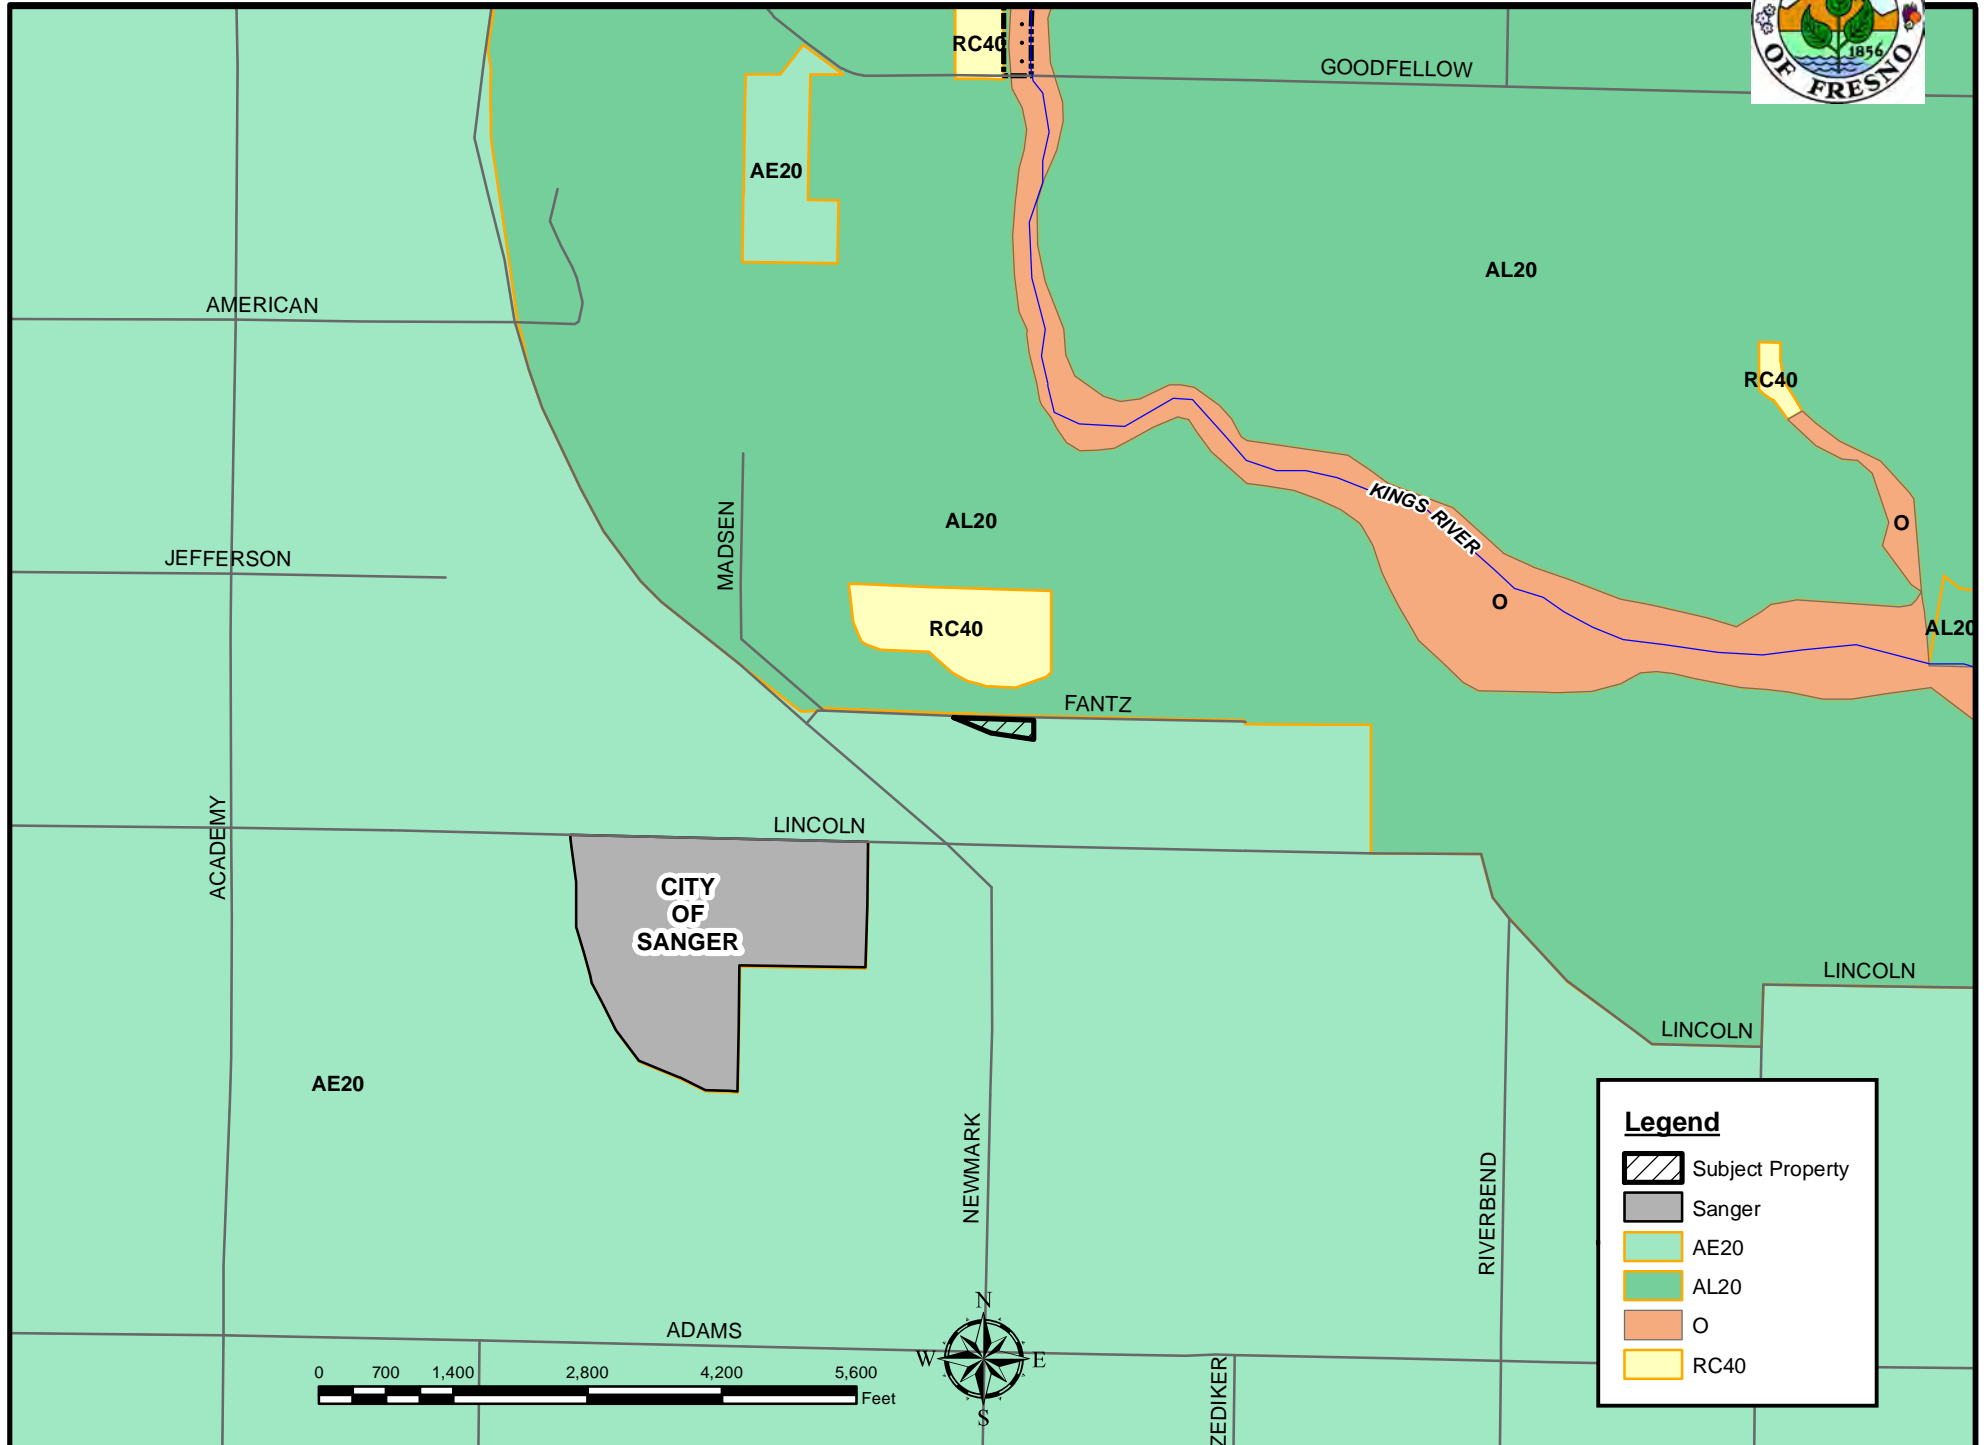 RC40
GOODFELLOW
1856
OF FRESNO
AE20
AL20
AMERICAN
RC40
KINGS RIVER
MADSEN
AL20
O
JEFFERSON
O
RC40
AL20
FANTZ
ACADEMY
LINCOLN
CITY
OF
SANGER
LINCOLN
LINCOLN
AE20
NEWMARK
RIVERBEND
ADAMS
ZEDIKER
N
W
E
S
0 700 1,400 2,800 4,200 5,600
Feet
Legend
Subject Property
Sanger
AE20
AL20
O
RC40